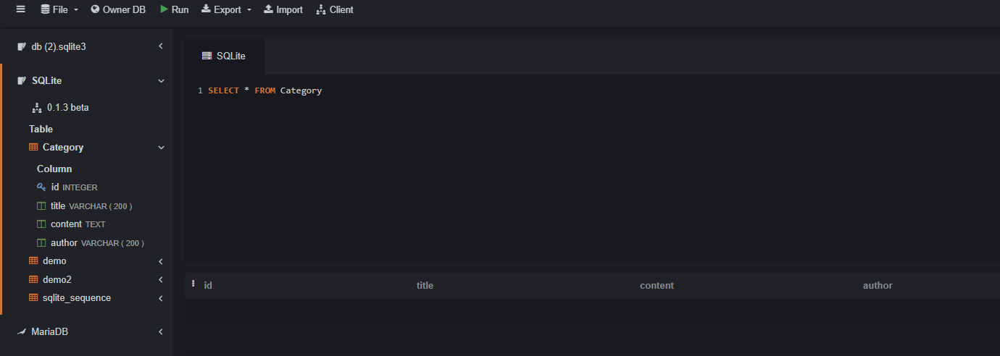 File Owner DB Run Export Import Client
db (2).sqlite3
SQLite
0.1.3 beta
Table
Category
Column
id INTEGER
title VARCHAR ( 200 )
content TEXT
author VARCHAR ( 200 )
demo
demo2
sqlite_sequence
MariaDB
SQLite
1 SELECT * FROM Category
id title content author